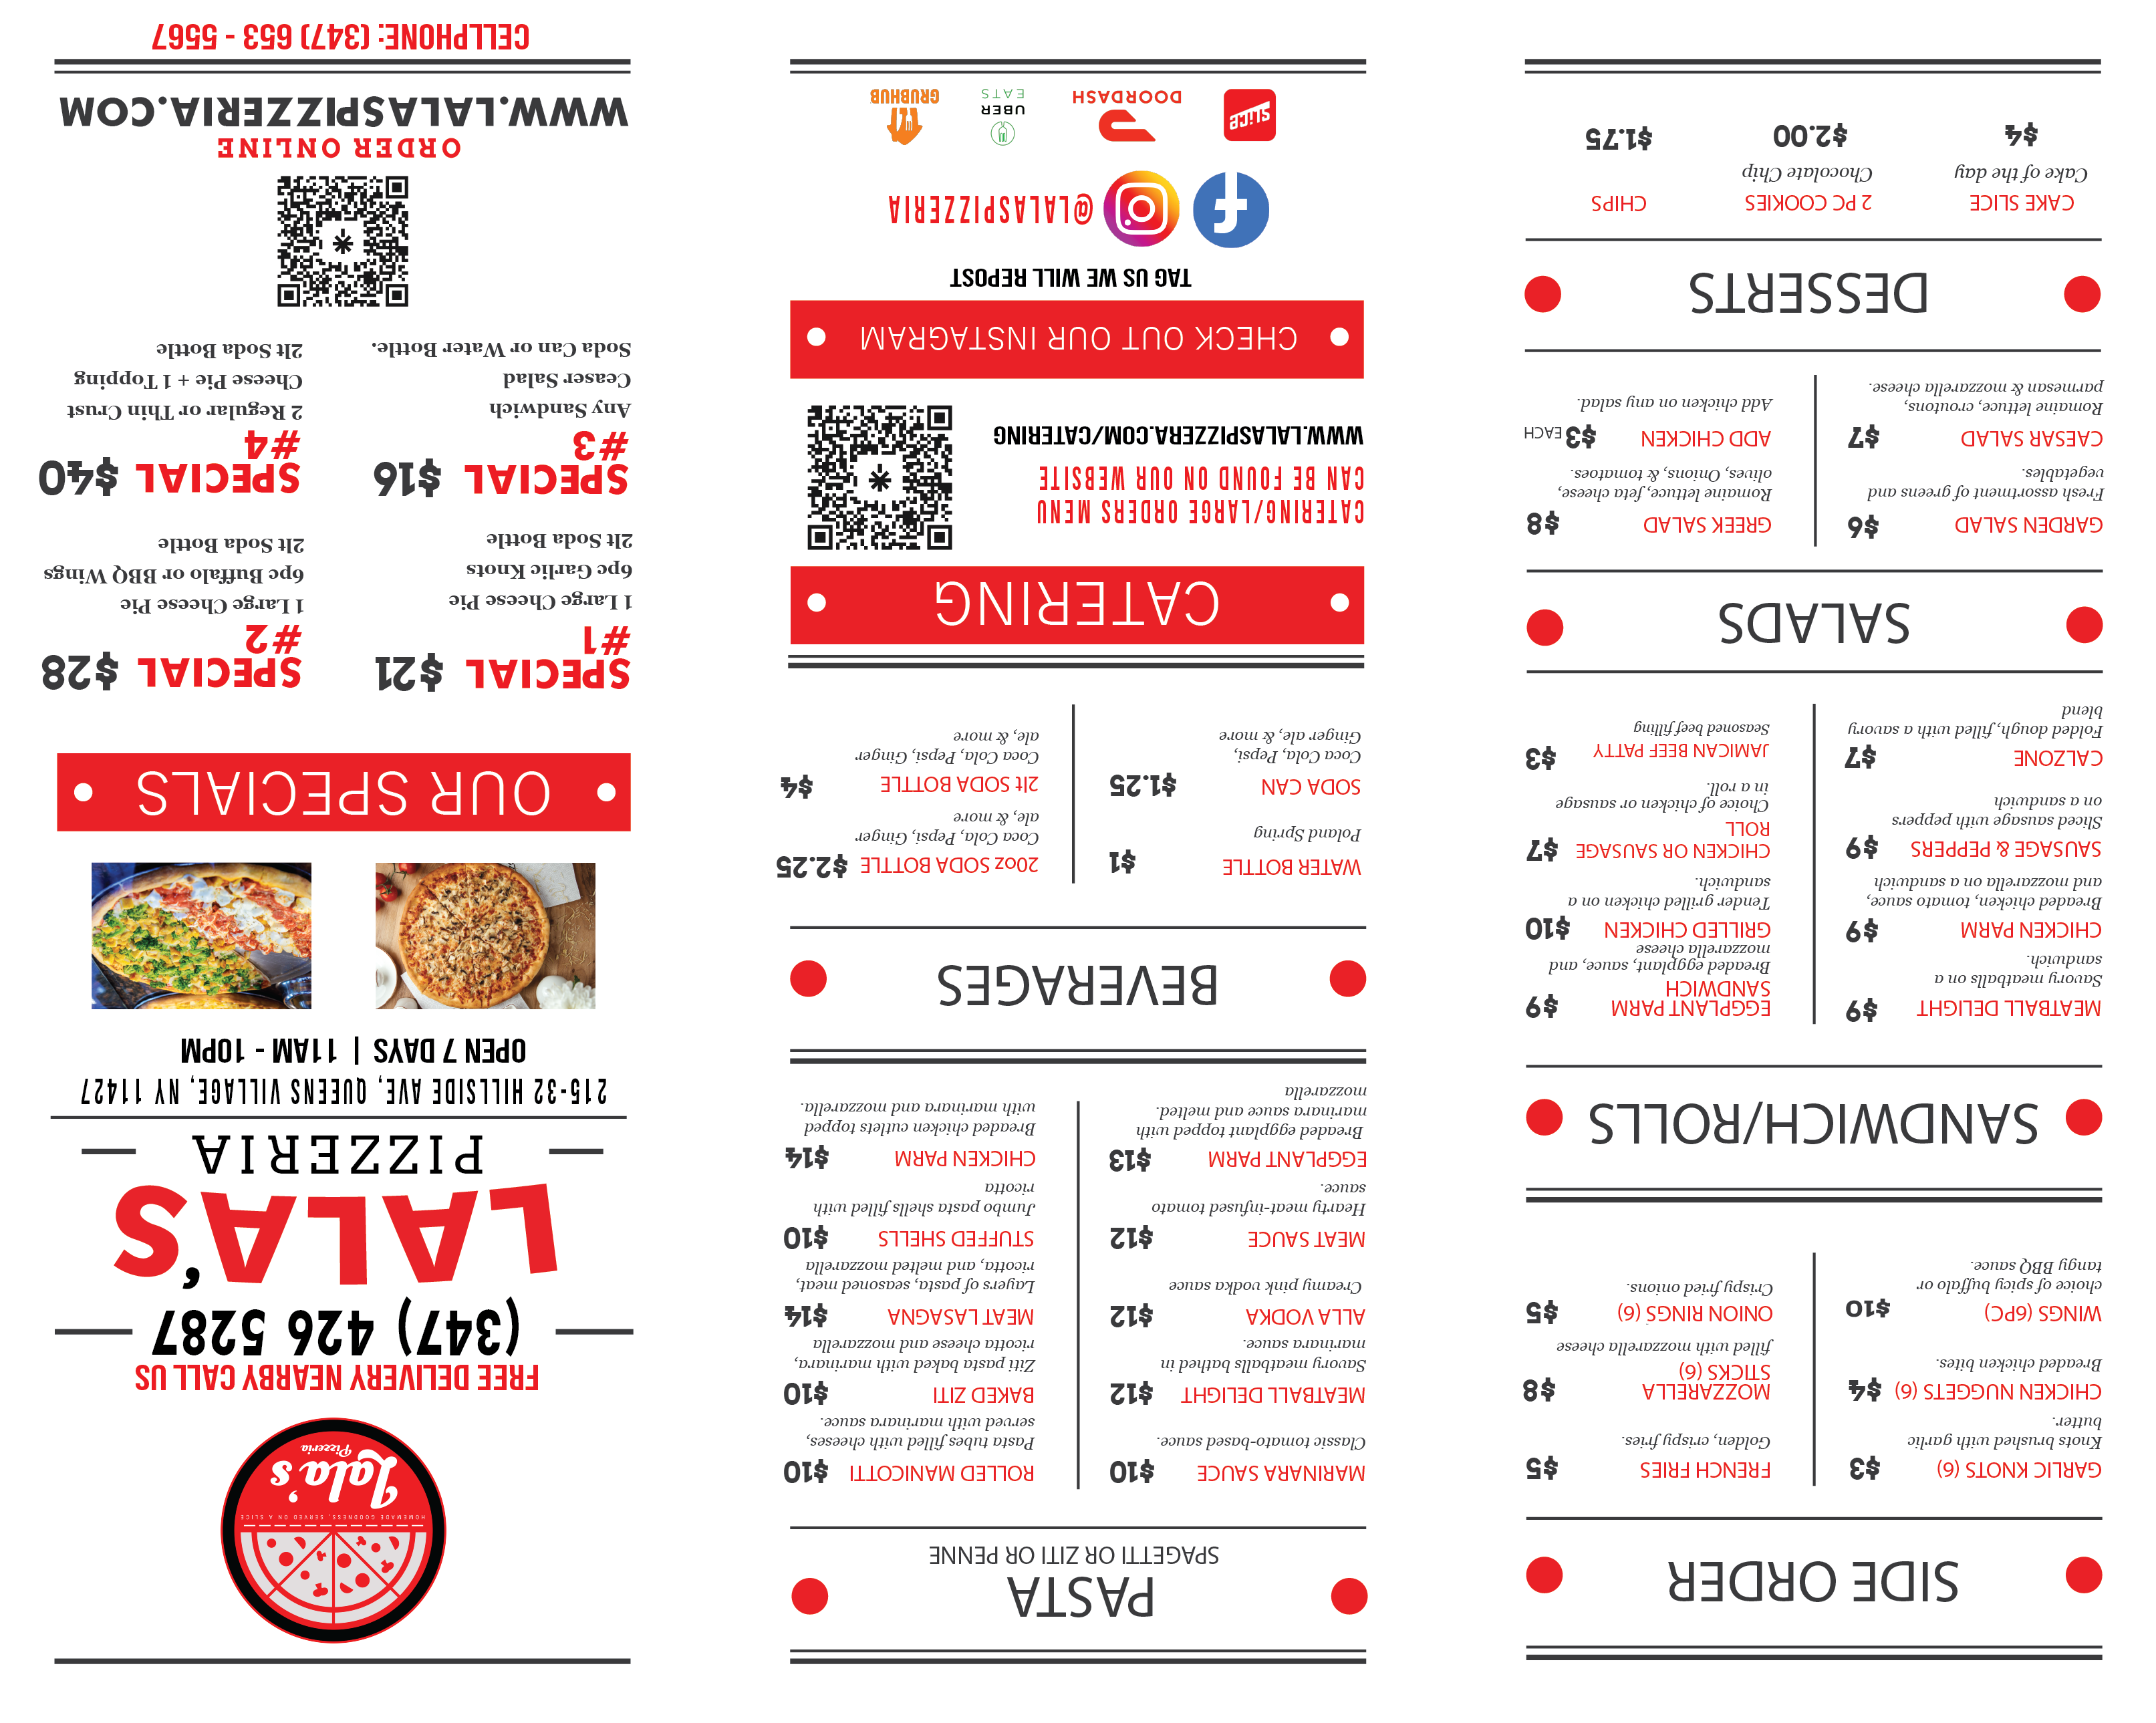 SIDE ORDER
GARLIC KNOTS (6) $3
Knots brushed with garlic
butter.
CHICKEN NUGGETS (6) $4
Breaded chicken bites.
WINGS (6PC) $10
choice of spicy buffalo or
tangy BBQ sauce.
FRENCH FRIES $5
Golden, crispy fries.
MOZZARELLA
STICKS (6) $8
filled with mozzarella cheese
ONION RINGS (6) $5
Crispy fried onions.
SANDWICH/ROLLS
MEATBALL DELIGHT $9
Savory meatballs on a
sandwich.
CHICKEN PARM $9
Breaded chicken, tomato sauce,
and mozzarella on a sandwich
SAUSAGE & PEPPERS $9
Sliced sausage with peppers
on a sandwich
CALZONE $7
Folded dough, filled with a savory
blend
EGGPLANT PARM $9
SANDWICH
Breaded eggplant, sauce, and
mozzarella cheese
GRILLED CHICKEN $10
Tender grilled chicken on a
sandwich.
CHICKEN OR SAUSAGE $7
ROLL
Choice of chicken or sausage
in a roll.
JAMICAN BEEF PATTY $3
Seasoned beef filling
SALADS
GARDEN SALAD $6
Fresh assortment of greens and
vegetables.
CAESAR SALAD $7
Romaine lettuce, croutons,
parmesan & mozzarella cheese.
GREEK SALAD $8
Romaine lettuce, feta cheese,
olives, Onions, & tomatoes.
ADD CHICKEN $3 EACH
Add chicken on any salad.
DESSERTS
CAKE SLICE
Cake of the day
$4
2 PC COOKIES
Chocolate Chip
$2.00
CHIPS
$1.75
PASTA
SPAGETTI OR ZITI OR PENNE
MARINARA SAUCE $10
Classic tomato-based sauce.
MEATBALL DELIGHT $12
Savory meatballs bathed in
marinara sauce.
ALLA VODKA $12
Creamy pink vodka sauce
MEAT SAUCE $12
Hearty meat-infused tomato
sauce.
EGGPLANT PARM $13
Breaded eggplant topped with
marinara sauce and melted.
mozzarella
ROLLED MANICOTTI $10
Pasta tubes filled with cheeses,
served with marinara sauce.
BAKED ZITI $10
Ziti pasta baked with marinara,
ricotta cheese and mozzarella
MEAT LASAGNA $14
Layers of pasta, seasoned meat,
ricotta, and melted mozzarella
STUFFED SHELLS $10
Jumbo pasta shells filled with
ricotta
CHICKEN PARM $14
Breaded chicken cutlets topped
with marinara and mozzarella.
BEVERAGES
WATER BOTTLE $1
Poland Spring
SODA CAN $1.25
Coca Cola, Pepsi,
Ginger ale, & more
20oz SODA BOTTLE $2.25
Coca Cola, Pepsi, Ginger
ale, & more
2lt SODA BOTTLE $4
Coca Cola, Pepsi, Ginger
ale, & more
CATERING
CATERING/LARGE ORDERS MENU
CAN BE FOUND ON OUR WEBSITE
WWW.LALASPIZZERA.COM/CATERING
CHECK OUT OUR INSTAGRAM
TAG US WE WILL REPOST
@LALASPIZZERIA
SLICE
DOORDASH
UBER
EATS
GRUBHUB
HOMEMADE GOODNESS, SERVED ON A SLICE
Lala's
Pizzeria
FREE DELIVERY NEARBY CALL US
(347) 426 5287
LALA'S
PIZZERIA
215-32 HILLSIDE AVE, QUEENS VILLAGE, NY 11427
OPEN 7 DAYS | 11AM - 10PM
OUR SPECIALS
SPECIAL $21
#1
1 Large Cheese Pie
6pc Garlic Knots
2lt Soda Bottle
SPECIAL $28
#2
1 Large Cheese Pie
6pc Buffalo or BBQ Wings
2lt Soda Bottle
SPECIAL $16
#3
Any Sandwich
Ceaser Salad
Soda Can or Water Bottle.
SPECIAL $40
#4
2 Regular or Thin Crust
Cheese Pie + 1 Topping
2lt Soda Bottle
ORDER ONLINE
WWW.LALASPIZZERIA.COM
CELLPHONE: (347) 653 - 5567